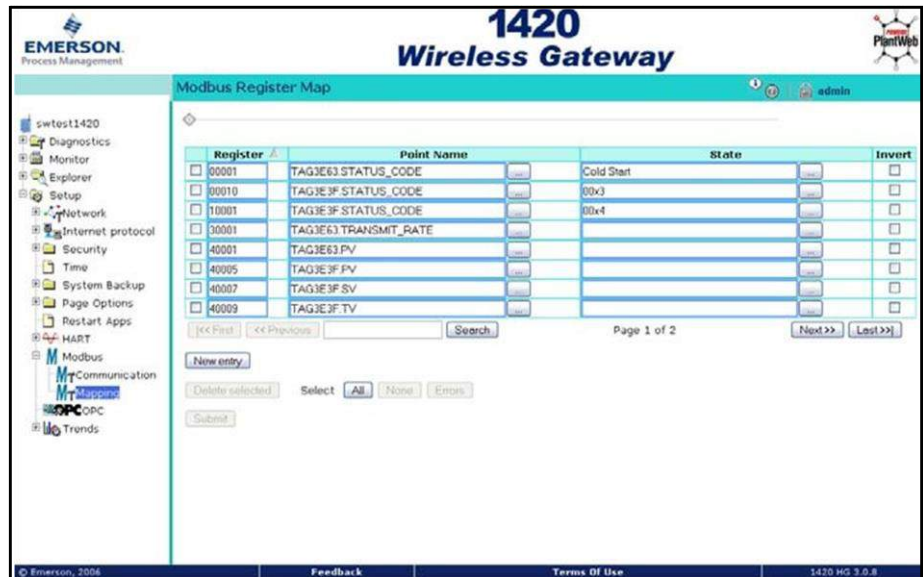 EMERSON.
Process Management
1420
Wireless Gateway
POWERED
PlantWeb
Modbus Register Map
admin
swtest1420
Diagnostics
Monitor
Explorer
Setup
Network
Internet protocol
Security
Time
System Backup
Page Options
Restart Apps
HART
Modbus
Communication
Mapping
OPC OPC
Trends
Register Point Name State Invert
00001 TAG3E63.STATUS_CODE ... Cold Start ...
00010 TAG3E3F.STATUS_CODE ... 00x3 ...
10001 TAG3E3F.STATUS_CODE ... 00x4 ...
30001 TAG3E63.TRANSMIT_RATE ... ...
40001 TAG3E63.PV ... ...
40005 TAG3E3F.PV ... ...
40007 TAG3E3F.SV ... ...
40009 TAG3E3F.TV ... ...
|<< First << Previous Search Page 1 of 2 Next >> Last >>|
New entry
Delete selected Select All None Errors
Submit
© Emerson, 2006 Feedback Terms Of Use 1420 HG 3.0.8